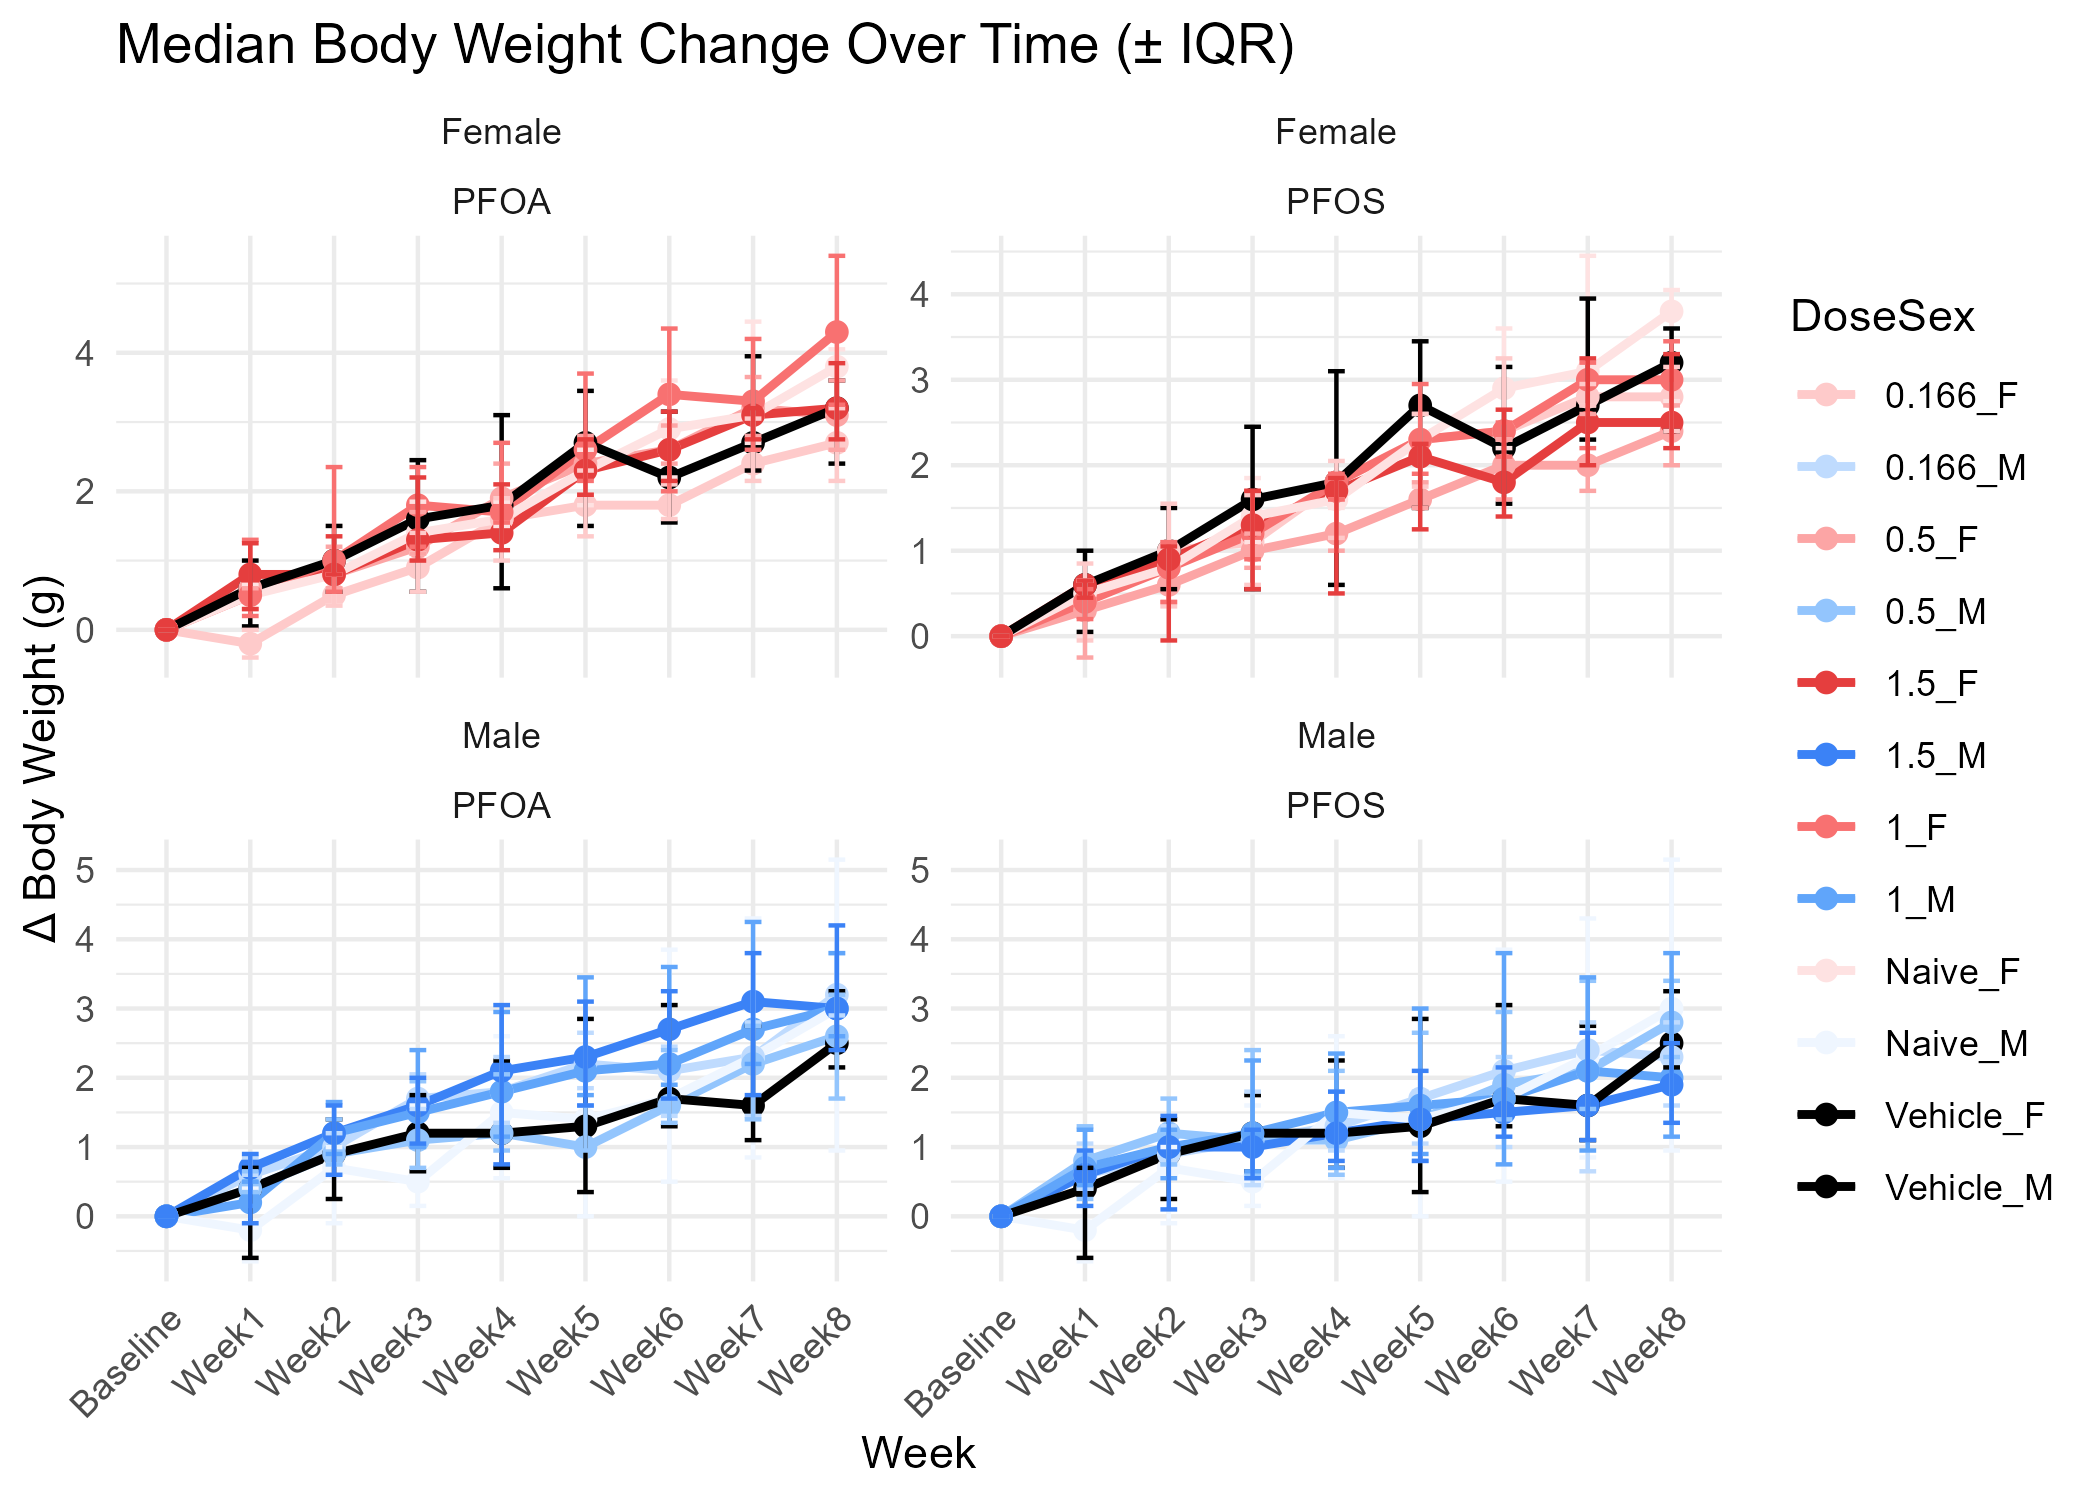 Median Body Weight Change Over Time (± IQR)
Female
PFOA
Female
PFOS
4
2
0
4
3
2
1
0
Male
PFOA
Male
PFOS
5
4
3
2
1
0
5
4
3
2
1
0
Baseline
Week1
Week2
Week3
Week4
Week5
Week6
Week7
Week8
Baseline
Week1
Week2
Week3
Week4
Week5
Week6
Week7
Week8
Week
Δ Body Weight (g)
DoseSex
0.166_F
0.166_M
0.5_F
0.5_M
1.5_F
1.5_M
1_F
1_M
Naive_F
Naive_M
Vehicle_F
Vehicle_M